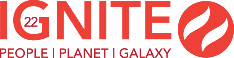 IGNITE
22
PEOPLE | PLANET | GALAXY